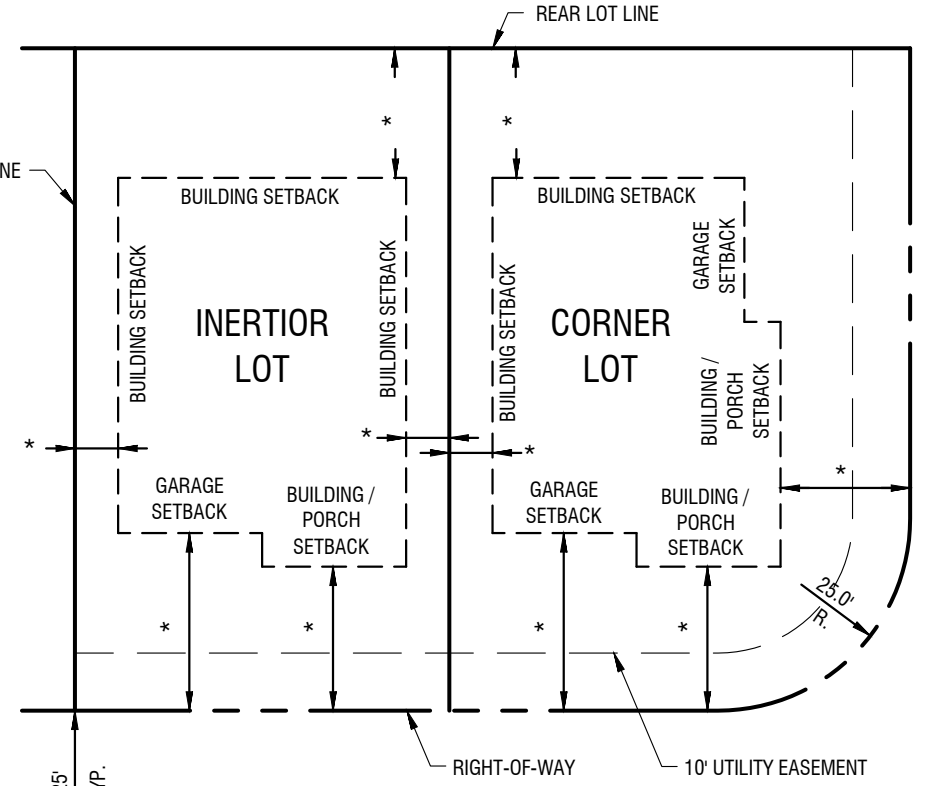 REAR LOT LINE
*
*
NE
BUILDING SETBACK
BUILDING SETBACK
BUILDING SETBACK
BUILDING SETBACK
INERTIOR
LOT
BUILDING SETBACK
GARAGE
SETBACK
CORNER
LOT
BUILDING /
PORCH
SETBACK
*
*
*
*
GARAGE
SETBACK
BUILDING /
PORCH
SETBACK
GARAGE
SETBACK
BUILDING /
PORCH
SETBACK
25.0'
R.
*
*
*
*
RIGHT-OF-WAY
10' UTILITY EASEMENT
25'
YP.